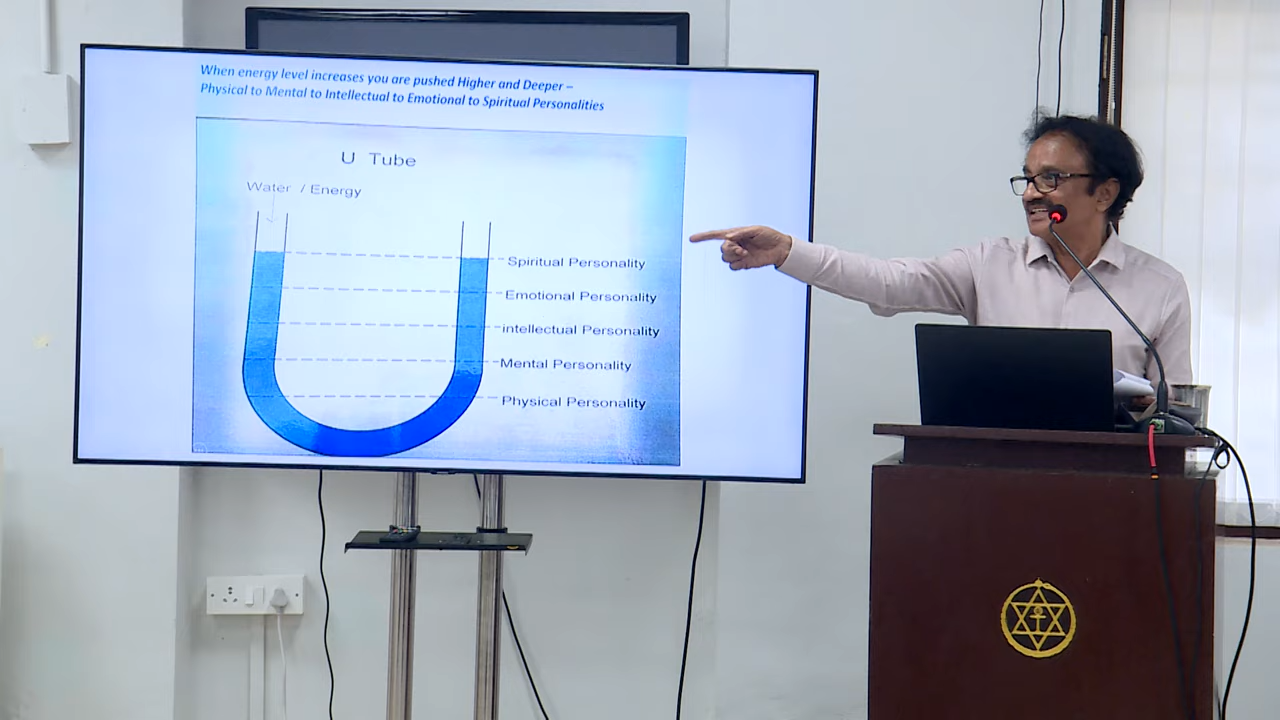 When energy level increases you are pushed Higher and Deeper –
Physical to Mental to Intellectual to Emotional to Spiritual Personalities
U Tube
Water / Energy
Spiritual Personality
Emotional Personality
intellectual Personality
Mental Personality
Physical Personality